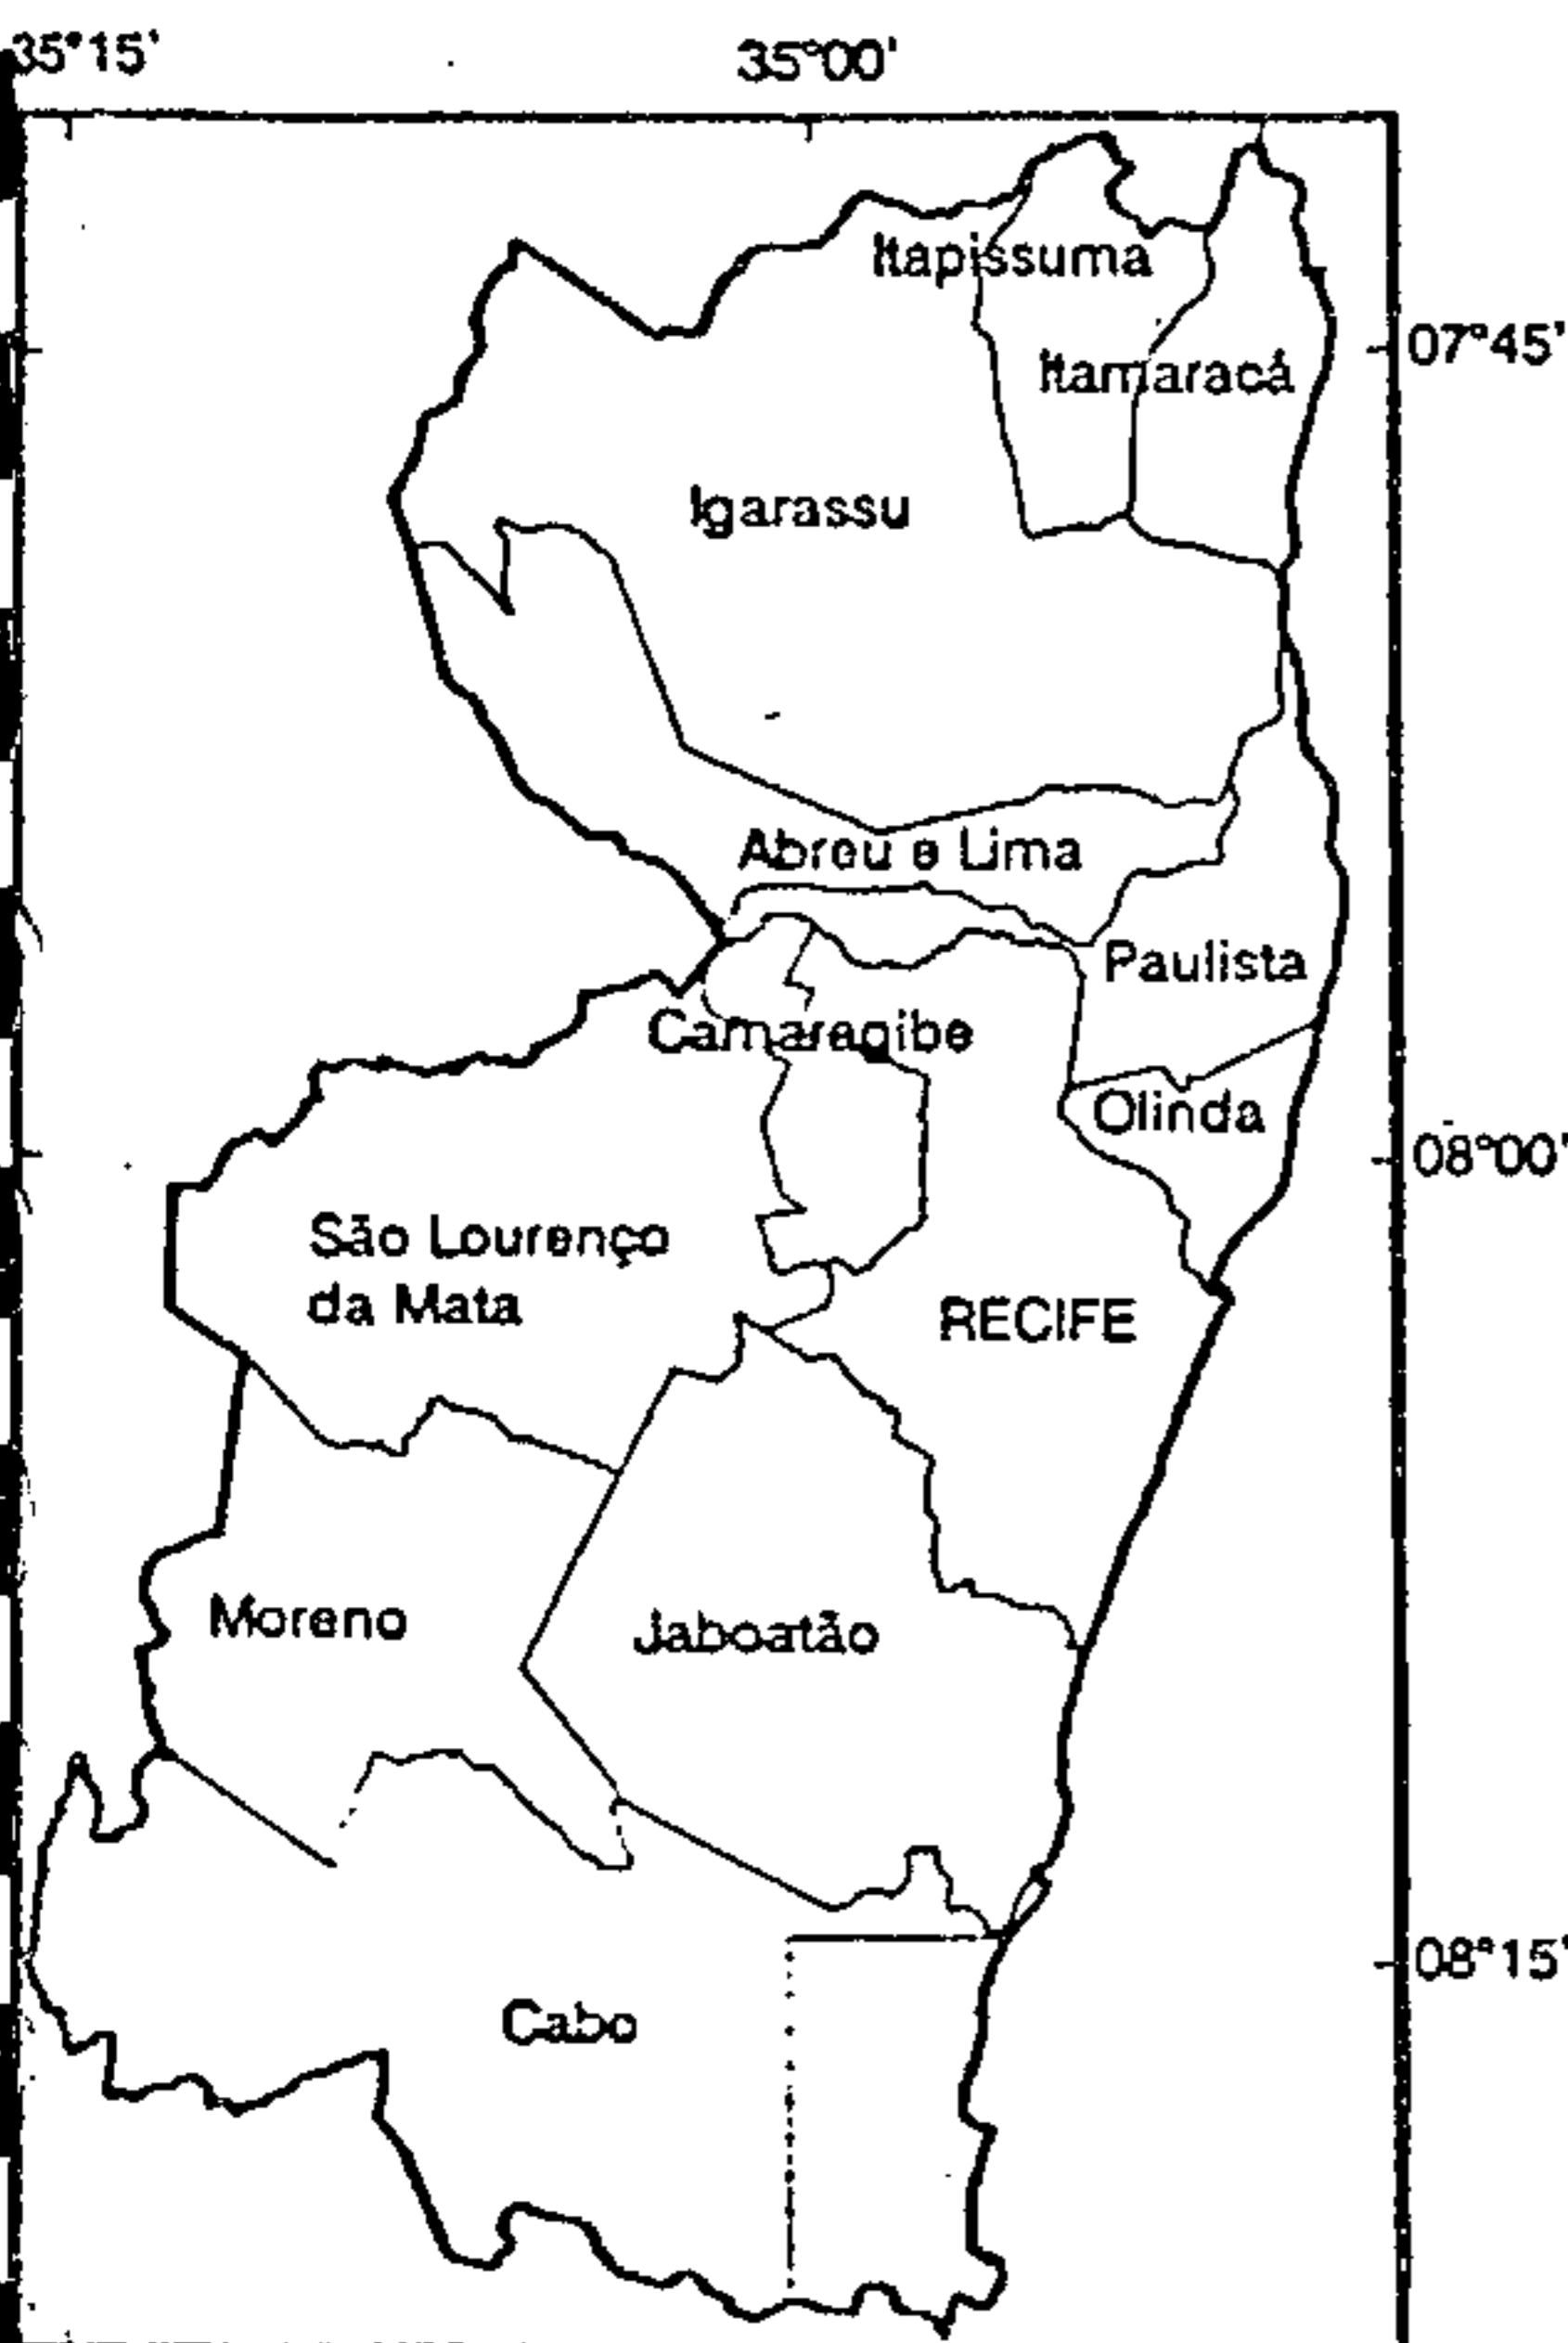 35°15'
35°00'
Itapissuma
07°45'
Itamaracá
Igarassu
Abreu e Lima
Paulista
Camaragibe
Olinda
08°00'
São Lourenço
da Mata
RECIFE
Moreno
Jaboatão
08°15'
Cabo